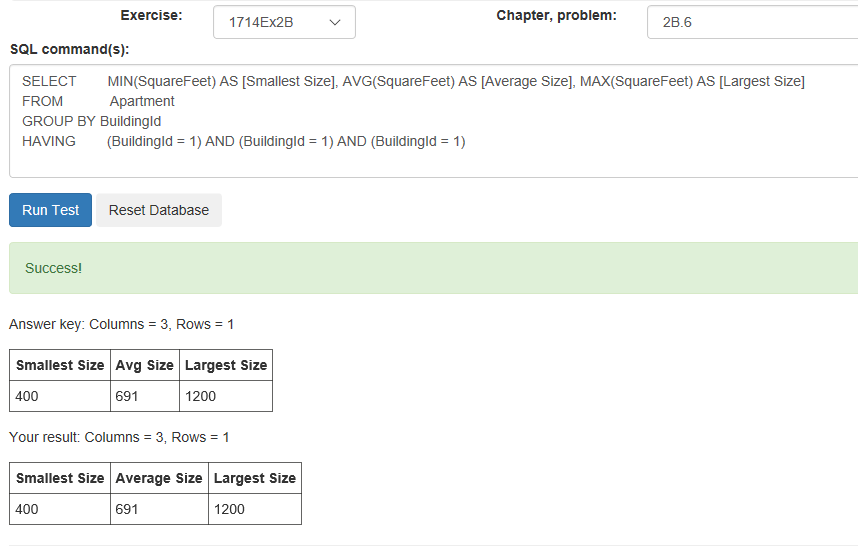 Exercise: 1714Ex2B Chapter, problem: 2B.6
SQL command(s):
SELECT MIN(SquareFeet) AS [Smallest Size], AVG(SquareFeet) AS [Average Size], MAX(SquareFeet) AS [Largest Size]
FROM Apartment
GROUP BY BuildingId
HAVING (BuildingId = 1) AND (BuildingId = 1) AND (BuildingId = 1)
Run Test Reset Database
Success!
Answer key: Columns = 3, Rows = 1
Smallest Size Avg Size Largest Size
400 691 1200
Your result: Columns = 3, Rows = 1
Smallest Size Average Size Largest Size
400 691 1200